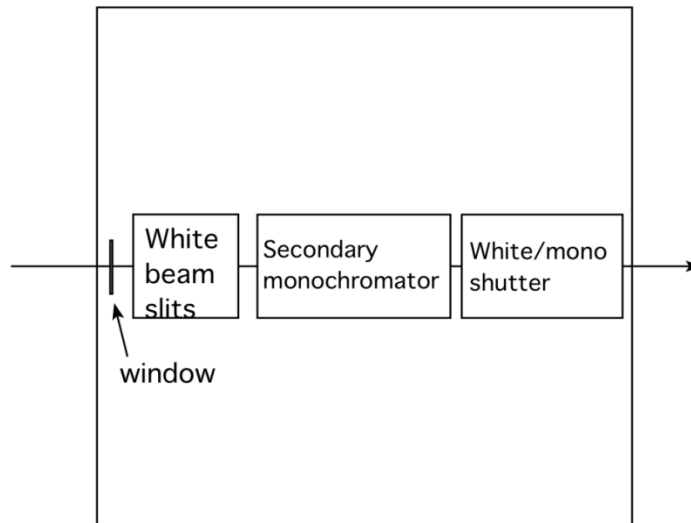 White
beam
slits
Secondary
monochromator
White/mono
shutter
window